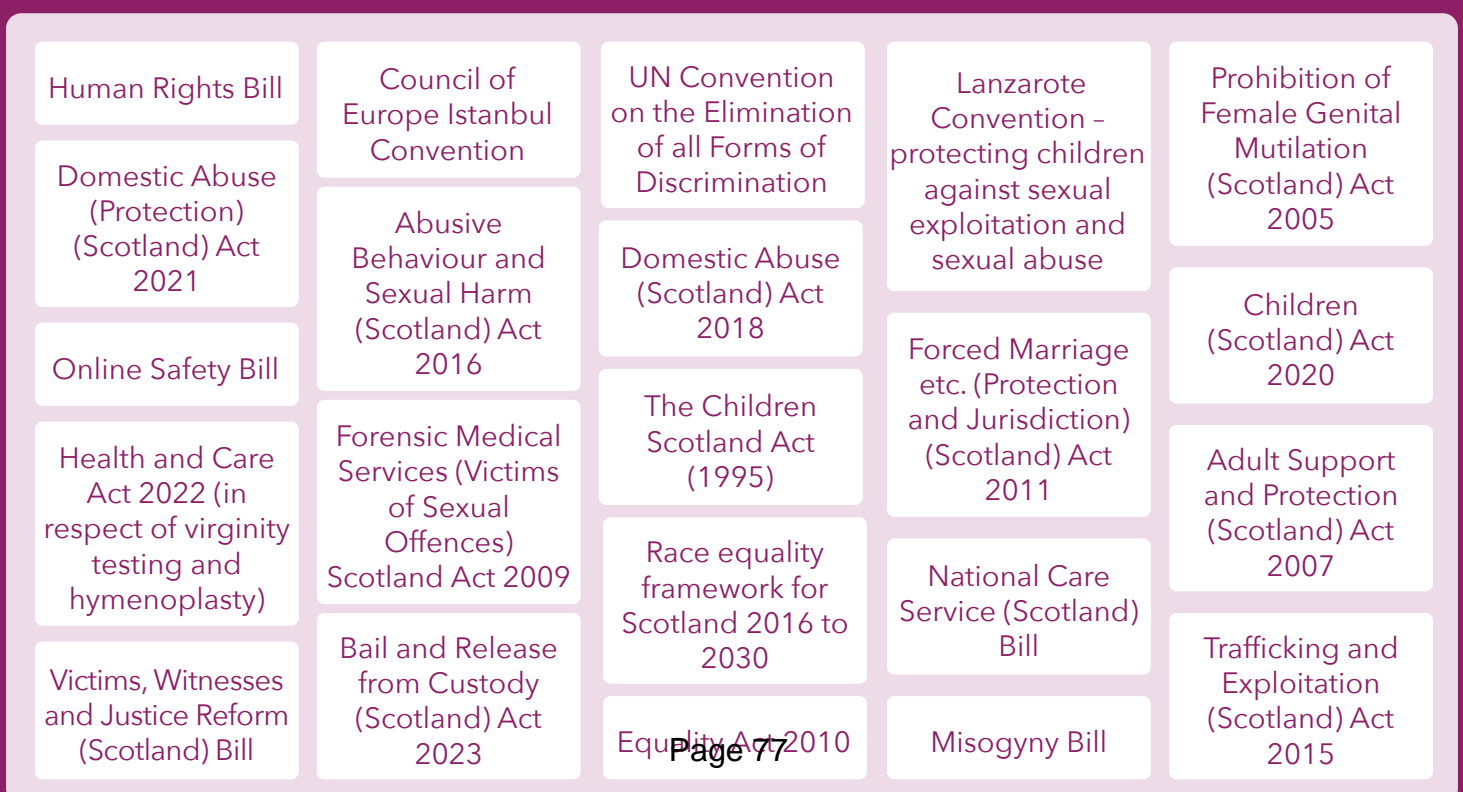 Human Rights Bill
Domestic Abuse
(Protection)
(Scotland) Act
2021
Online Safety Bill
Health and Care
Act 2022 (in
respect of virginity
testing and
hymenoplasty)
Victims, Witnesses
and Justice Reform
(Scotland) Bill
Council of
Europe Istanbul
Convention
Abusive
Behaviour and
Sexual Harm
(Scotland) Act
2016
Forensic Medical
Services (Victims
of Sexual
Offences)
Scotland Act 2009
Bail and Release
from Custody
(Scotland) Act
2023
UN Convention
on the Elimination
of all Forms of
Discrimination
Domestic Abuse
(Scotland) Act
2018
The Children
Scotland Act
(1995)
Race equality
framework for
Scotland 2016 to
2030
Equality Act 2010
Page 77
Lanzarote
Convention –
protecting children
against sexual
exploitation and
sexual abuse
Forced Marriage
etc. (Protection
and Jurisdiction)
(Scotland) Act
2011
National Care
Service (Scotland)
Bill
Misogyny Bill
Prohibition of
Female Genital
Mutilation
(Scotland) Act
2005
Children
(Scotland) Act
2020
Adult Support
and Protection
(Scotland) Act
2007
Trafficking and
Exploitation
(Scotland) Act
2015